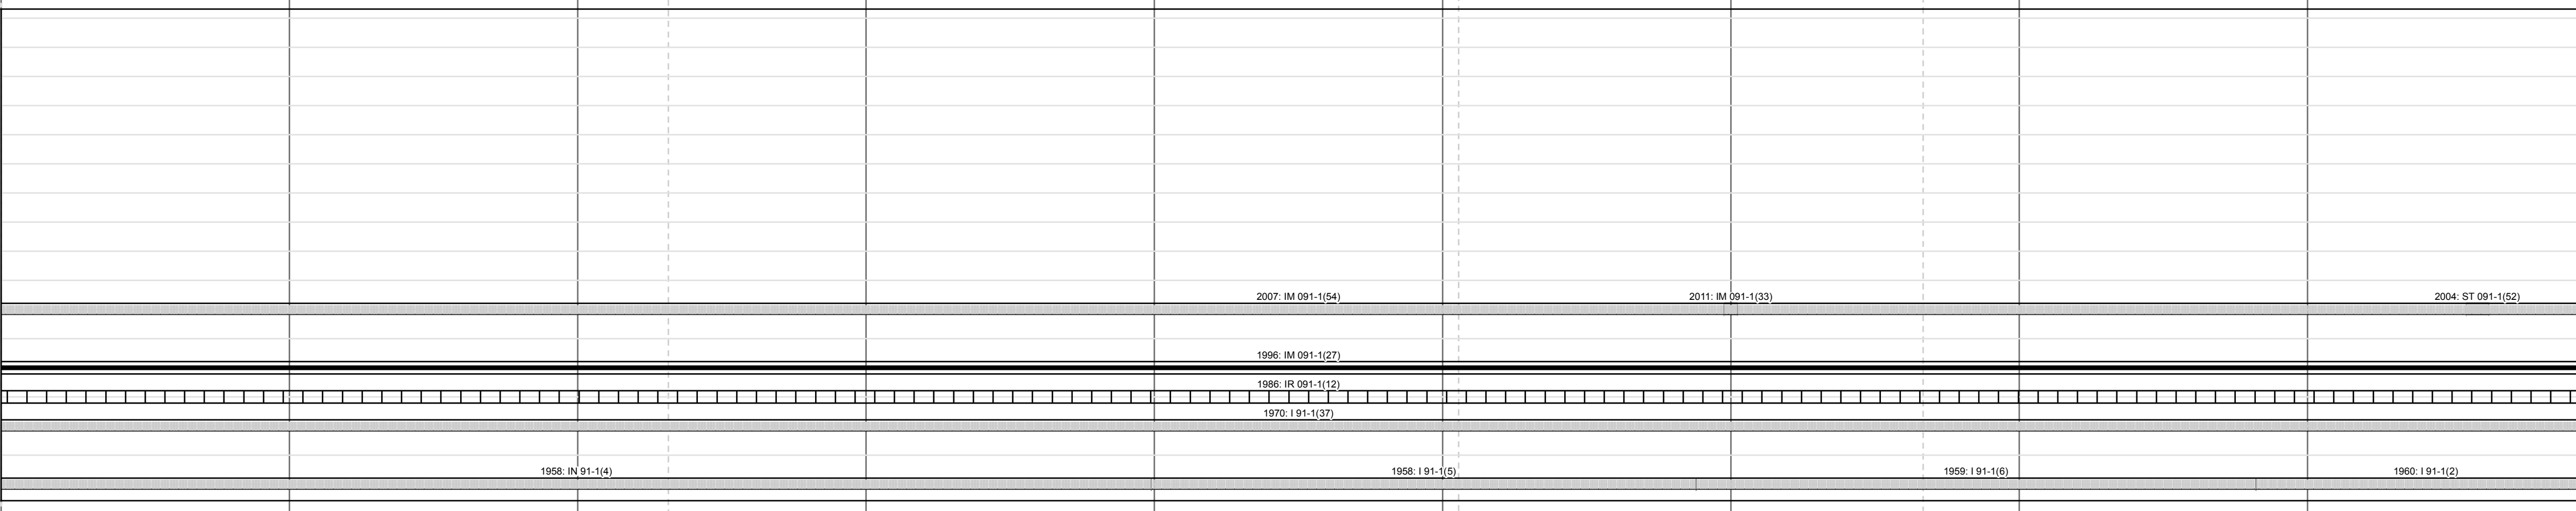 2007: IM 091-1(54)
2011: IM 091-1(33)
2004: ST 091-1(52)
1996: IM 091-1(27)
1986: IR 091-1(12)
1970: I 91-1(37)
1958: IN 91-1(4)
1958: I 91-1(5)
1959: I 91-1(6)
1960: I 91-1(2)